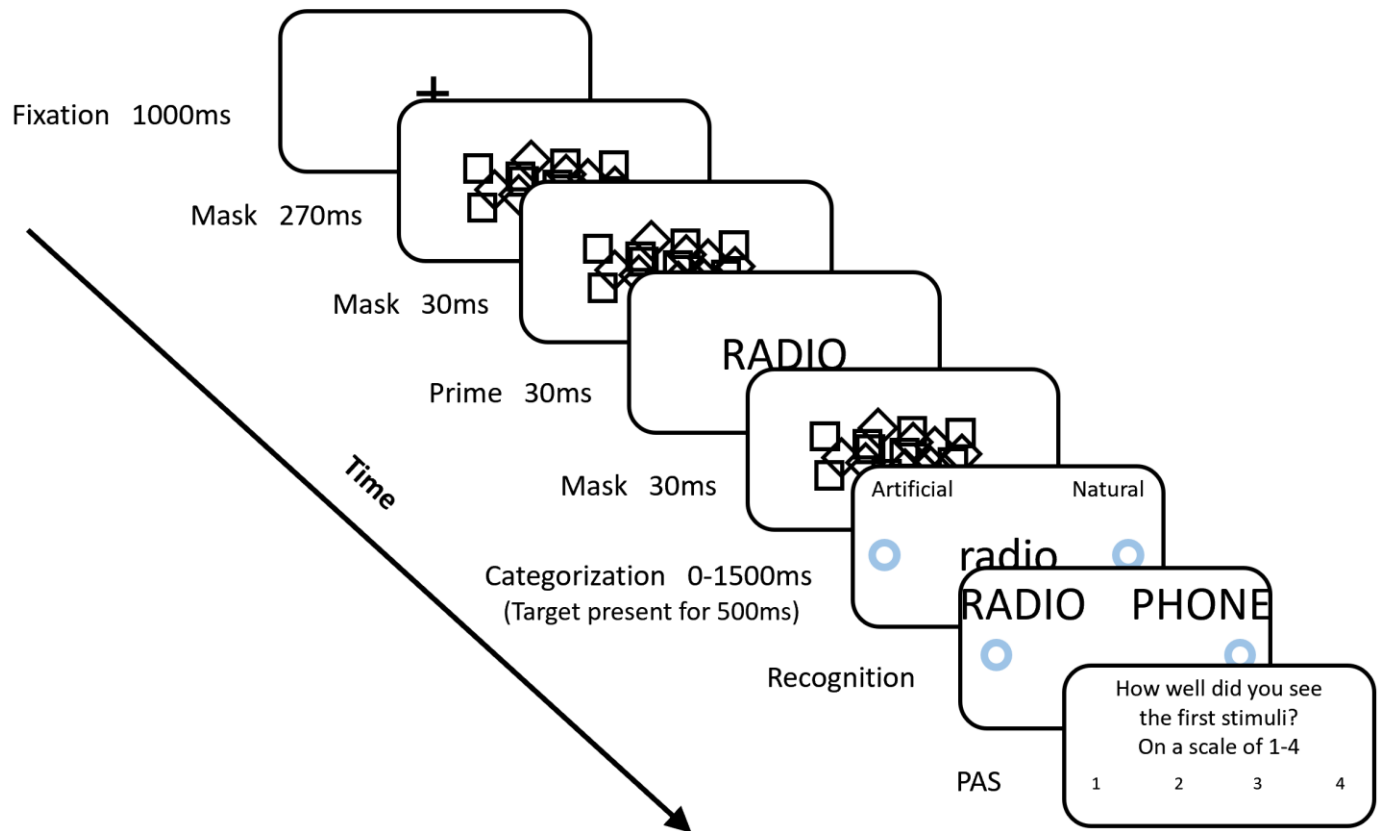 Fixation 1000ms
Mask 270ms
Mask 30ms
RADIO
Prime 30ms
Time
Mask 30ms
Artificial Natural
radio
Categorization 0-1500ms
(Target present for 500ms)
RADIO PHONE
Recognition
How well did you see
the first stimuli?
On a scale of 1-4
PAS
1 2 3 4